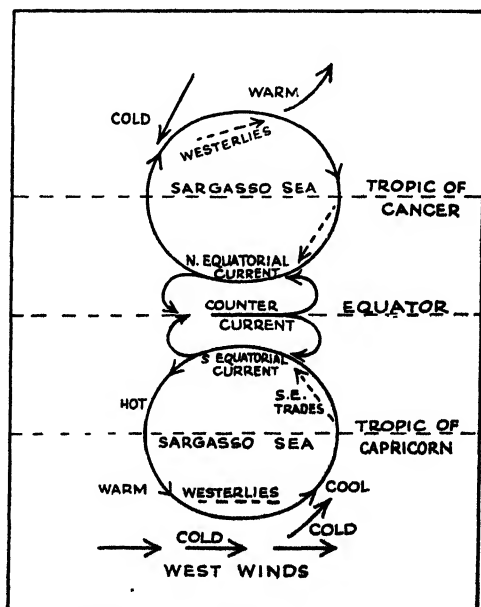 WARM
COLD
WESTERLIES
SARGASSO SEA
TROPIC OF
CANCER
N. EQUATORIAL
CURRENT
COUNTER
CURRENT
EQUATOR
S EQUATORIAL
CURRENT
HOT
S.E.
TRADES
TROPIC OF
CAPRICORN
SARGASSO SEA
WARM
WESTERLIES
COOL
COLD
COLD
WEST WINDS